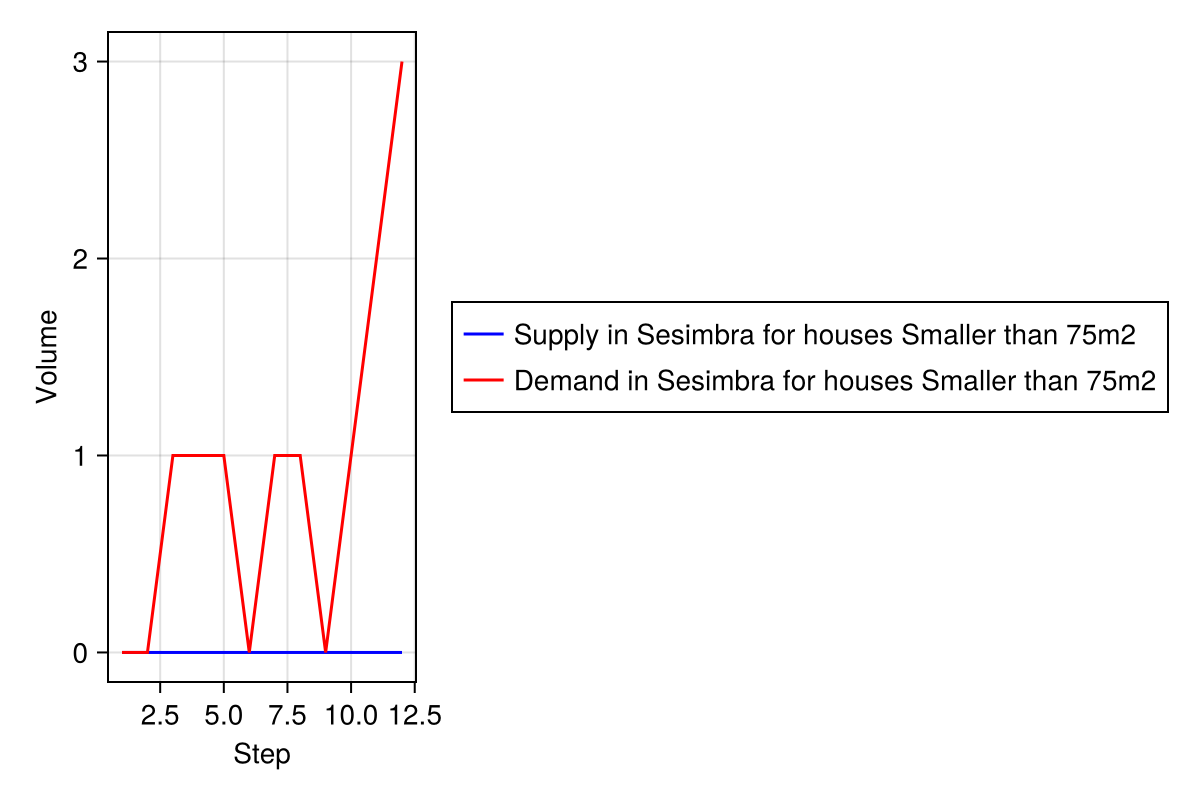 3
2
1
0
Volume
2.5 5.0 7.5 10.0 12.5
Step
Supply in Sesimbra for houses Smaller than 75m2
Demand in Sesimbra for houses Smaller than 75m2